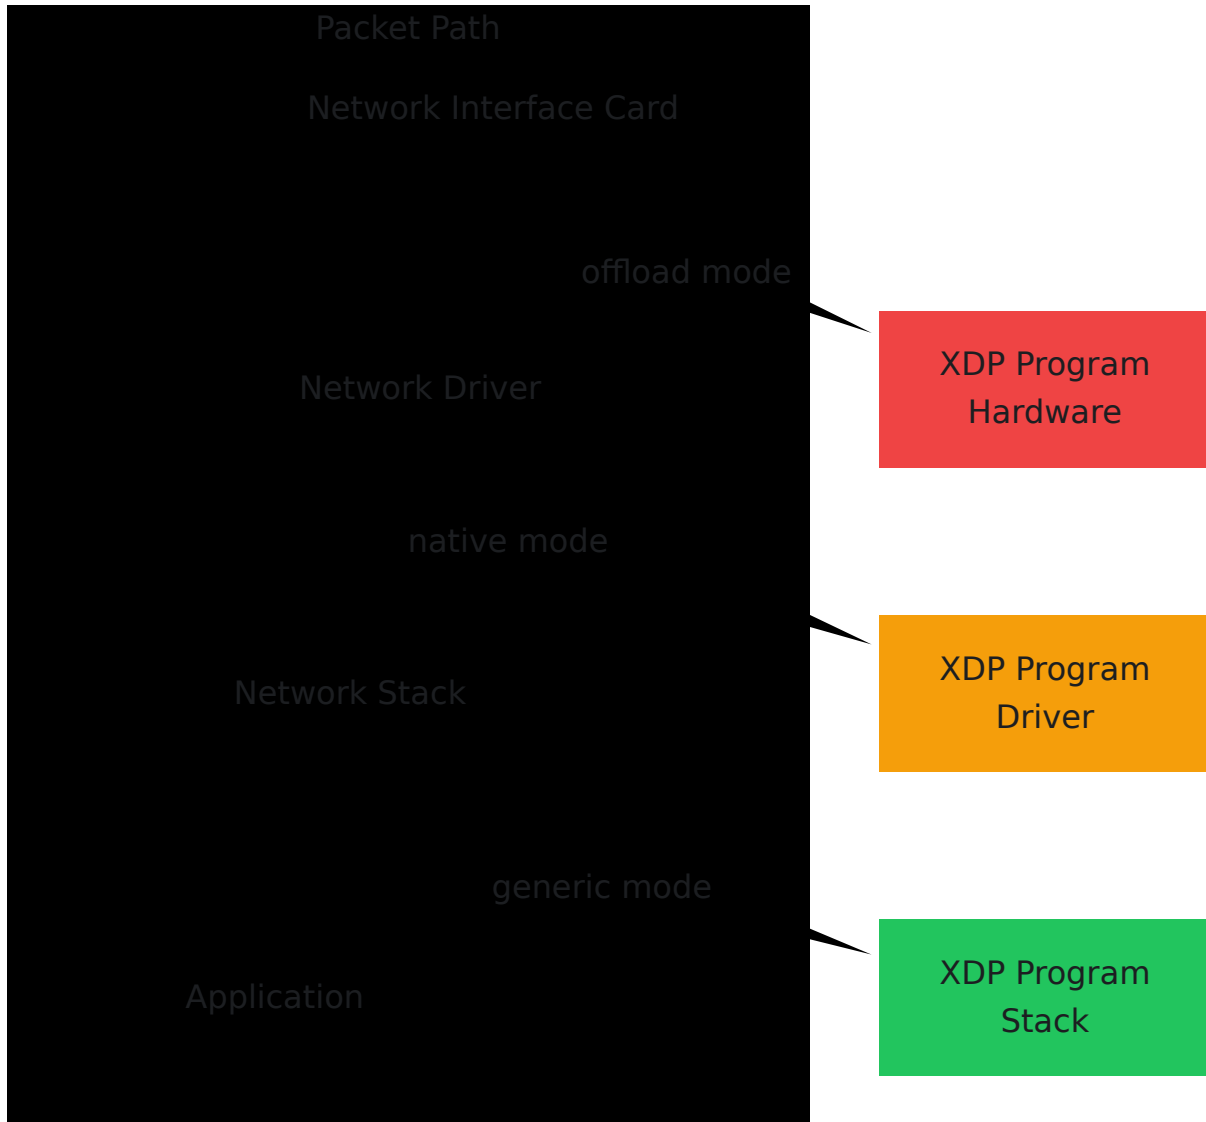 Packet Path
Network Interface Card
offload mode
XDP Program
Hardware
Network Driver
native mode
XDP Program
Driver
Network Stack
generic mode
XDP Program
Stack
Application